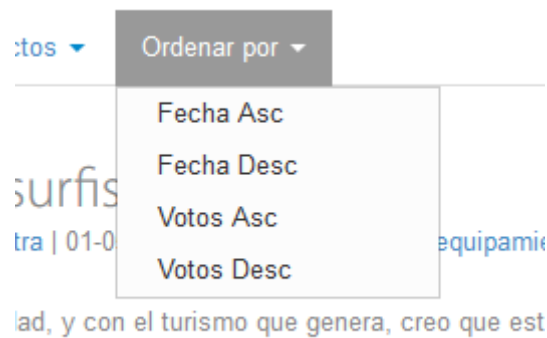 ctos Ordenar por
Fecha Asc
Fecha Desc
surfis
Votos Asc
tra | 01-0 equipamie
Votos Desc
lad, y con el turismo que genera, creo que est